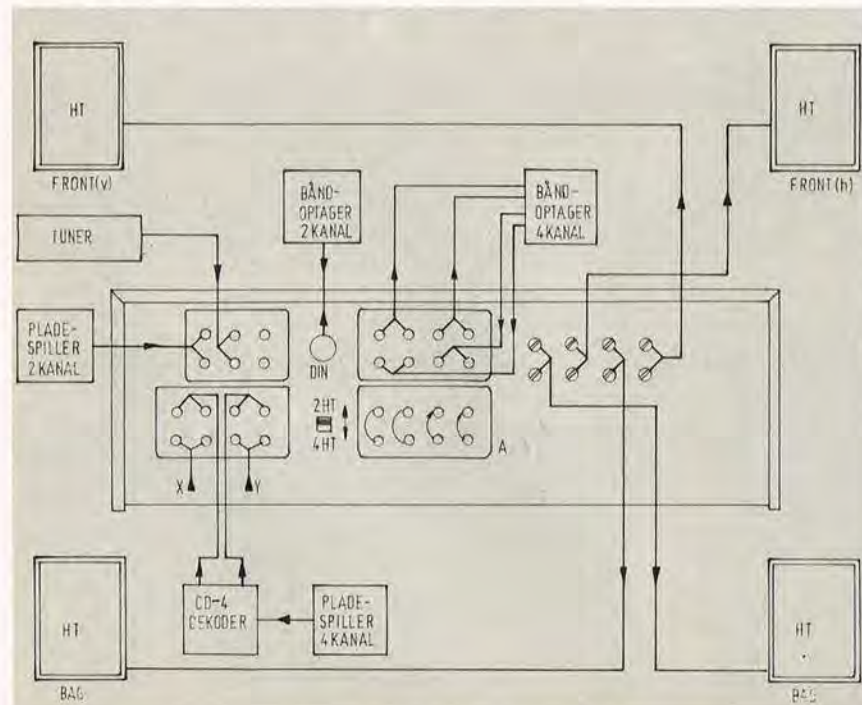 HT
FRONT(v)
HT
FRONT(h)
BÅND-
OPTAGER
2 KANAL
BÅND-
OPTAGER
4 KANAL
TUNER
PLADE-
SPILLER
2 KANAL
DIN
2HT
4HT
A
X
Y
HT
BAG
CD-4
DEKODER
PLADE-
SPILLER
4 KANAL
HT
BAG